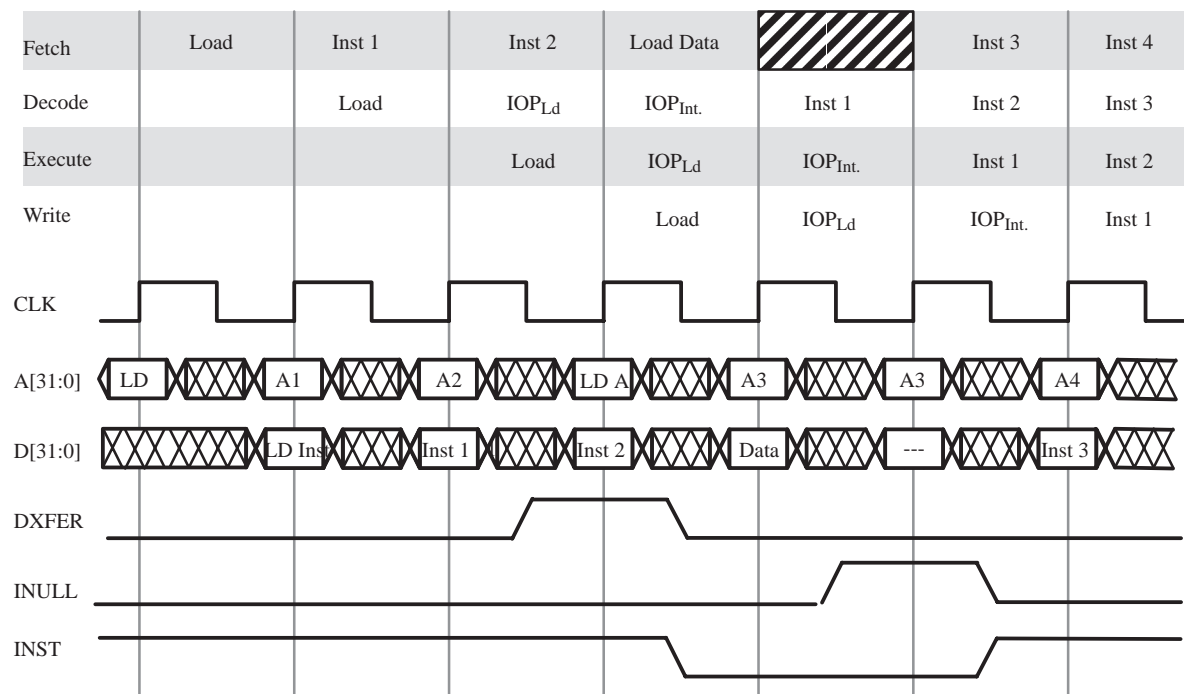 Fetch Load Inst 1 Inst 2 Load Data Inst 3 Inst 4
Decode Load IOPLd IOPInt. Inst 1 Inst 2 Inst 3
Execute Load IOPLd IOPInt. Inst 1 Inst 2
Write Load IOPLd IOPInt. Inst 1
CLK
A[31:0] LD A1 A2 LD A A3 A3 A4
D[31:0] LD Inst Inst 1 Inst 2 Data --- Inst 3
DXFER
INULL
INST